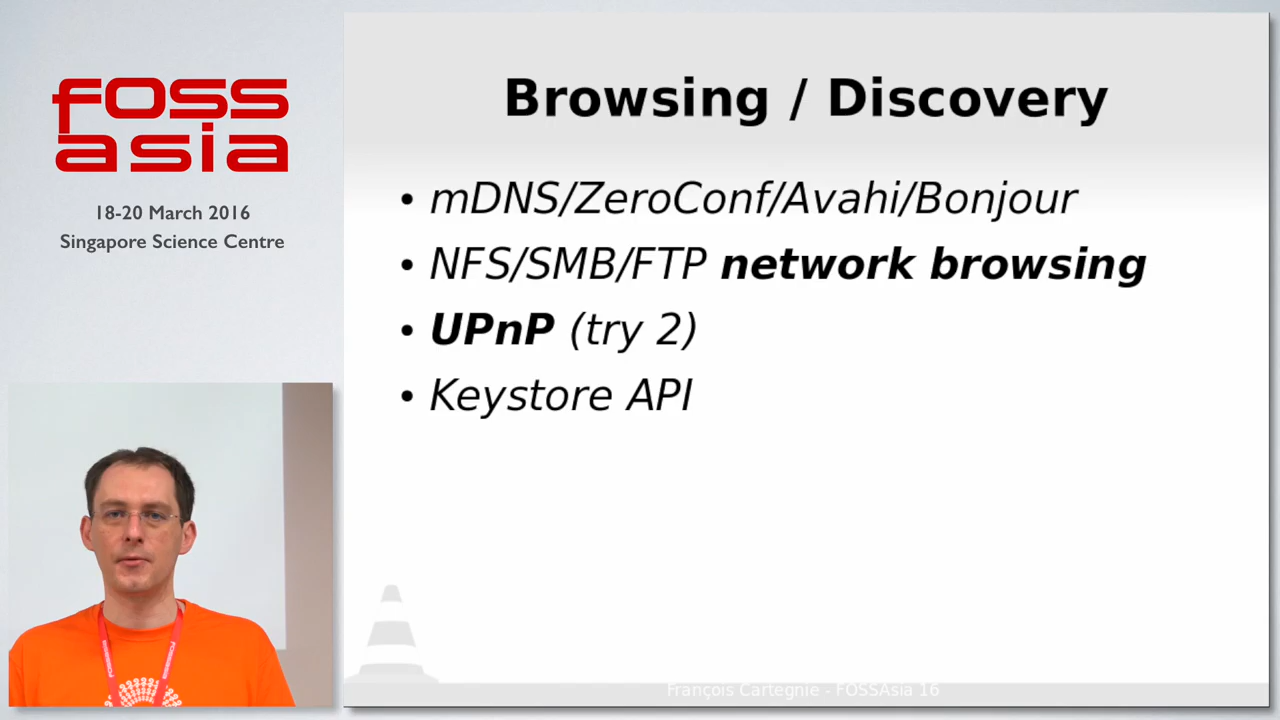 foss
asia
18-20 March 2016
Singapore Science Centre
Browsing / Discovery
• mDNS/ZeroConf/Avahi/Bonjour
• NFS/SMB/FTP network browsing
• UPnP (try 2)
• Keystore API
François Cartegnie - FOSSAsia 16